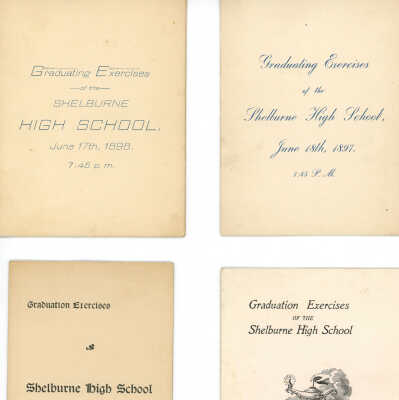 Graduating Exercises
of the
SHELBURNE
HIGH SCHOOL.
June 17th, 1898.
7:45 p. m.
Graduating Exercises
of the
Shelburne High School,
June 18th, 1897.
7.45 P. M.
Graduation Exercises
Shelburne High School
Graduation Exercises
OF THE
Shelburne High School